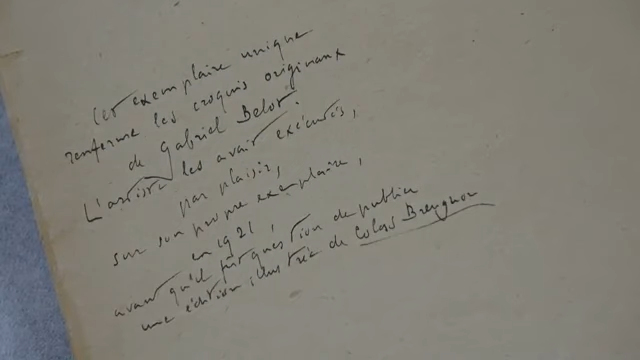 Cet exemplaire unique
renferme les croquis originaux
de Gabriel Belot.
L'artiste les avait exécutés,
par plaisir,
sur son propre exemplaire,
en 1921,
avant qu'il fût question de publier
une édition illustrée de Colas Breugnon